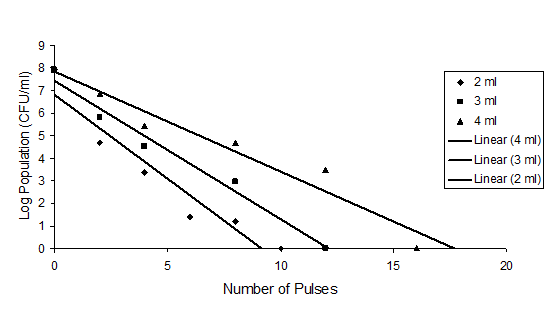 9
8
7
6
5
4
3
2
1
0
Log Population (CFU/ml)
0
5
10
15
20
Number of Pulses
2 ml
3 ml
4 ml
Linear (4 ml)
Linear (3 ml)
Linear (2 ml)